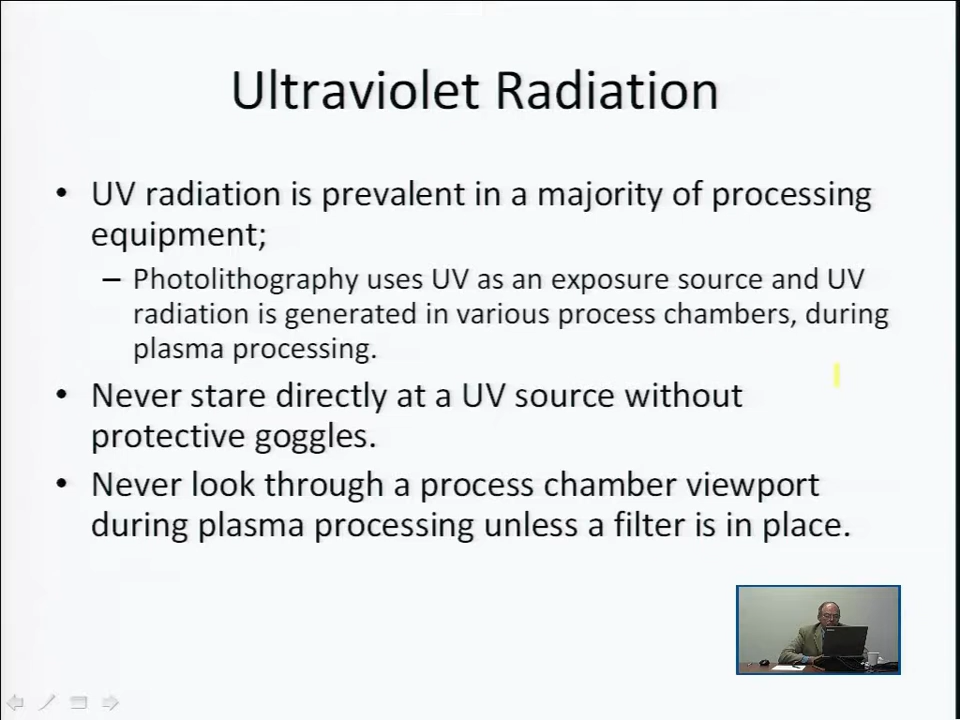 Ultraviolet Radiation
• UV radiation is prevalent in a majority of processing
equipment;
– Photolithography uses UV as an exposure source and UV
radiation is generated in various process chambers, during
plasma processing.
• Never stare directly at a UV source without
protective goggles.
• Never look through a process chamber viewport
during plasma processing unless a filter is in place.